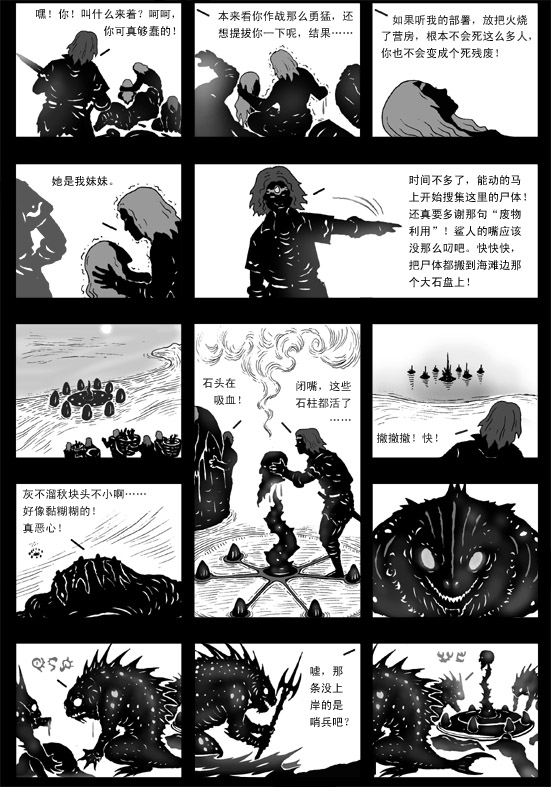 嘿！你！叫什么来着？呵呵，
你可真够蠢的！
本来看你作战那么勇猛，还
想提拔你一下呢，结果……
如果听我的部署，放把火烧
了营房，根本不会死这么多人，
你也不会变成个死残废！
她是我妹妹。
时间不多了，能动的马
上开始搜集这里的尸体！
还真要多谢那句“废物
利用”！鲨人的嘴应该
没那么叨吧。快快快，
把尸体都搬到海滩边那
个大石盘上！
石头在
吸血！
闭嘴，这些
石柱都活了
……
撤撤撤！快！
灰不溜秋块头不小啊……
好像黏糊糊的！
真恶心！
嘘，那
条没上
岸的是
哨兵吧？